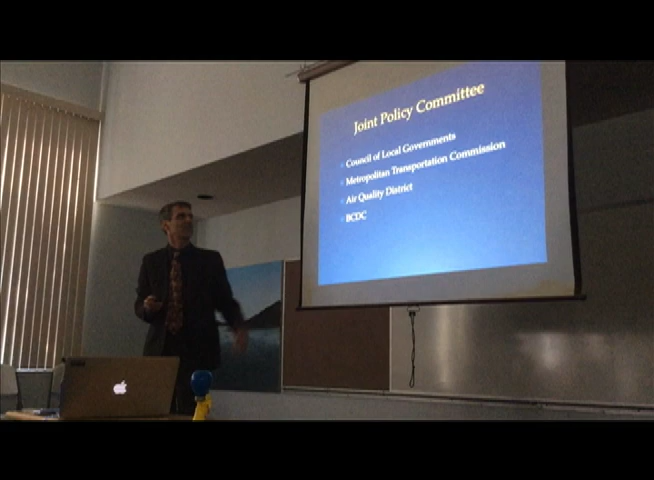 Joint Policy Committee
Council of Local Governments
Metropolitan Transportation Commission
Air Quality District
BCDC